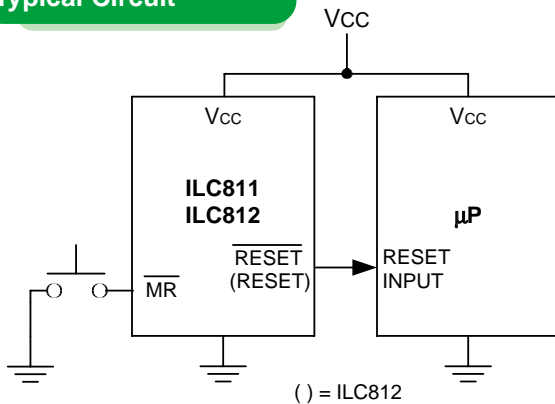 Typical Circuit
VCC
VCC
VCC
ILC811
ILC812
μP
RESET
(RESET)
RESET
INPUT
MR
( ) = ILC812